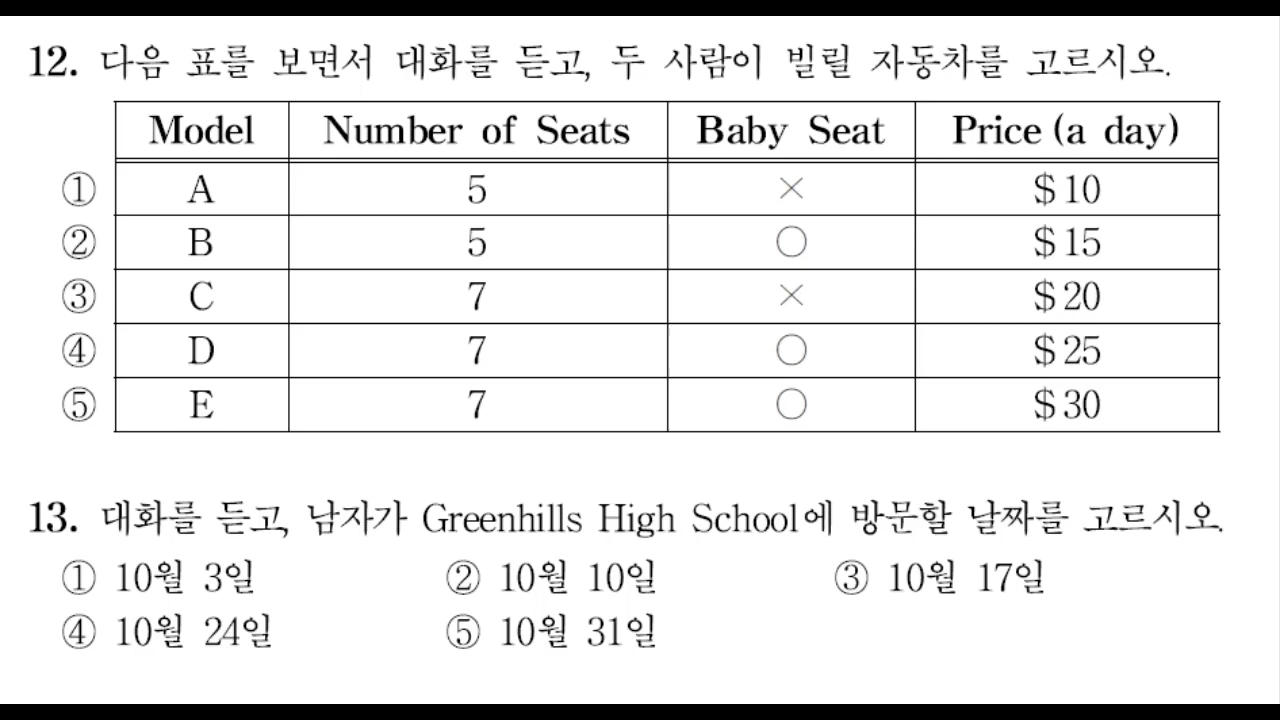 12. 다음 표를 보면서 대화를 듣고, 두 사람이 빌릴 자동차를 고르시오.
Model Number of Seats Baby Seat Price (a day)
① A 5 × $10
② B 5 ○ $15
③ C 7 × $20
④ D 7 ○ $25
⑤ E 7 ○ $30
13. 대화를 듣고, 남자가 Greenhills High School에 방문할 날짜를 고르시오.
① 10월 3일 ② 10월 10일 ③ 10월 17일
④ 10월 24일 ⑤ 10월 31일